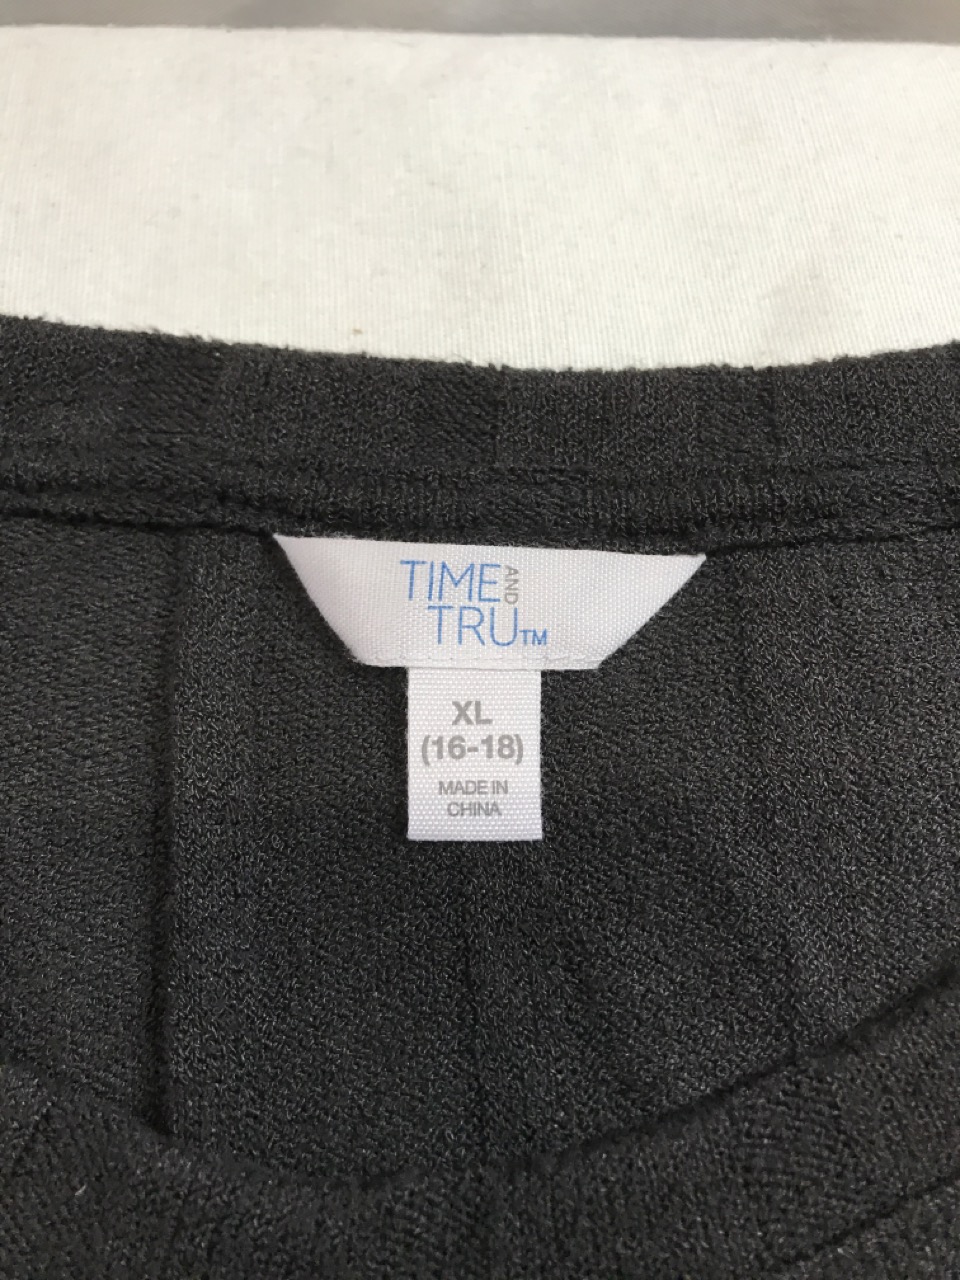 TIME AND
TRU™
XL
(16-18)
MADE IN
CHINA